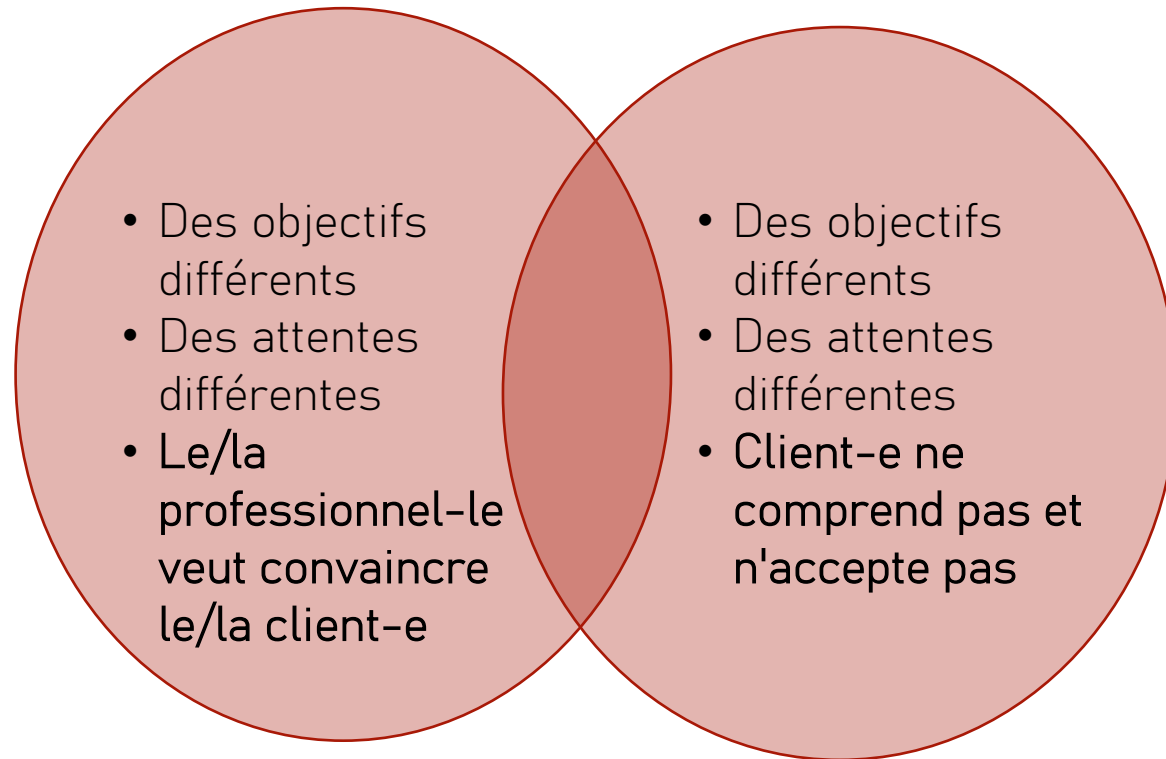 • Des objectifs
différents
• Des attentes
différentes
• Le/la
professionnel-le
veut convaincre
le/la client-e
• Des objectifs
différents
• Des attentes
différentes
• Client-e ne
comprend pas et
n'accepte pas